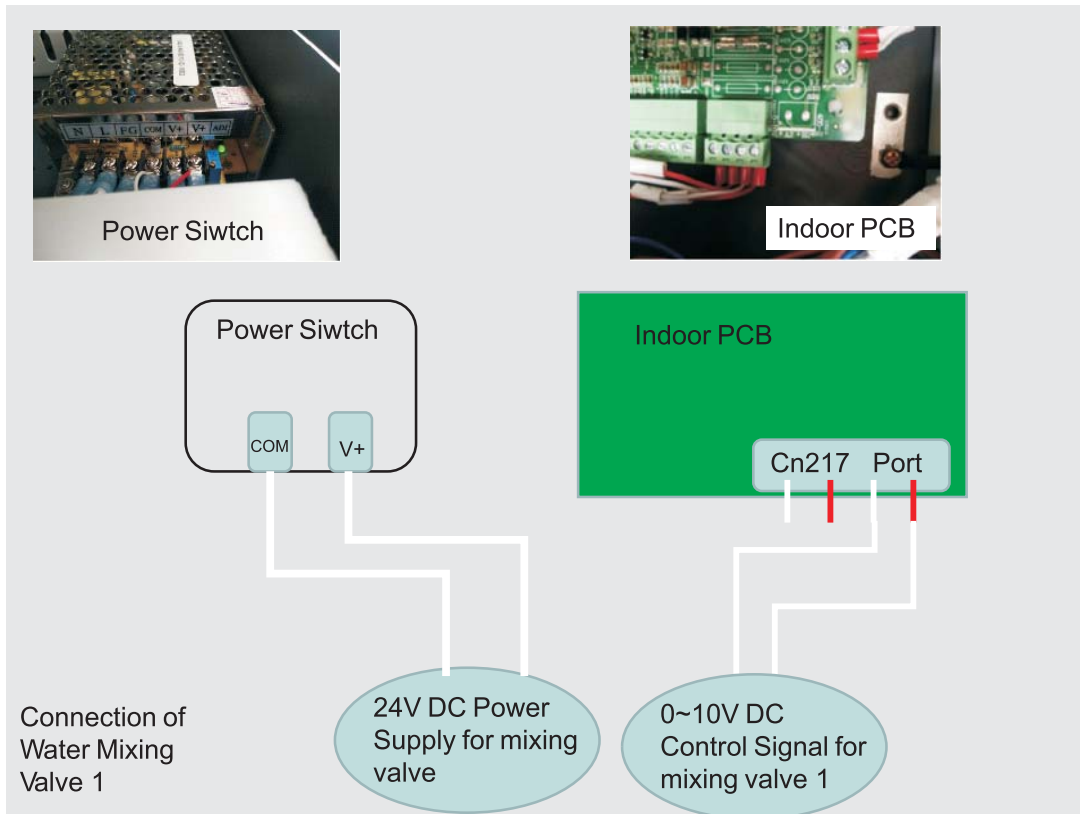 N L FG COM V+ V+ ADJ
Power Siwtch
Indoor PCB
Power Siwtch
COM
V+
Indoor PCB
Cn217 Port
24V DC Power
Supply for mixing
valve
0~10V DC
Control Signal for
mixing valve 1
Connection of
Water Mixing
Valve 1